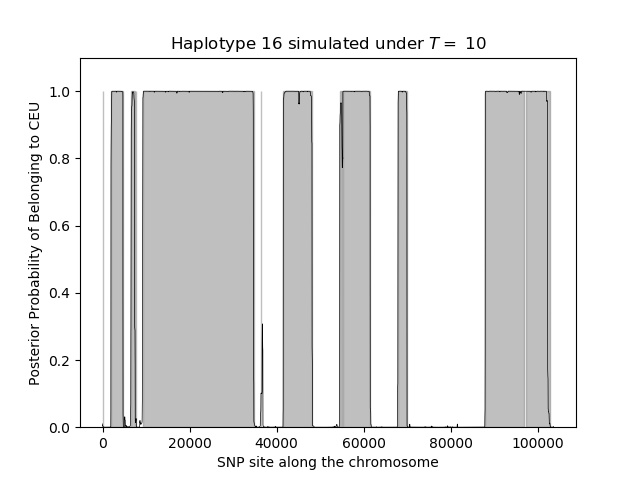 Haplotype 16 simulated under T = 10
Posterior Probability of Belonging to CEU
1.0
0.8
0.6
0.4
0.2
0.0
0 20000 40000 60000 80000 100000
SNP site along the chromosome